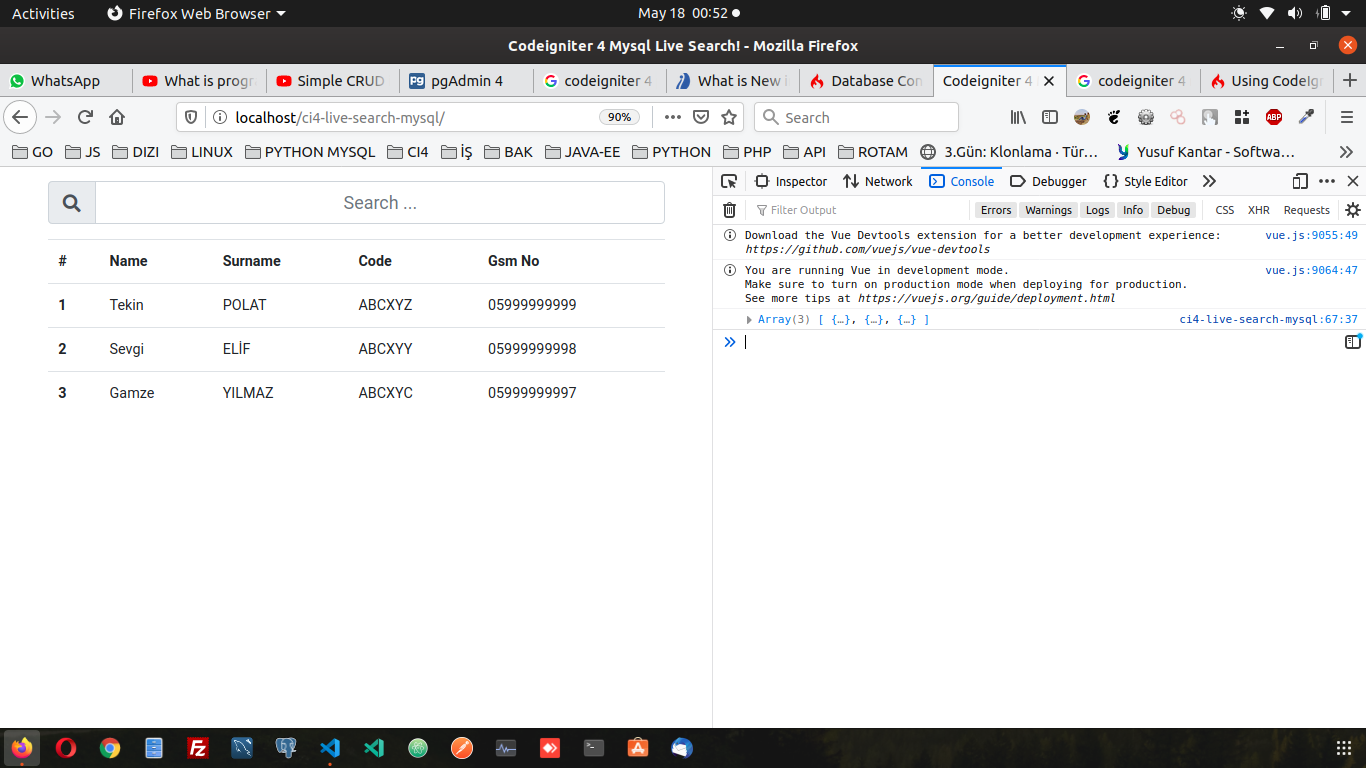 Activities Firefox Web Browser May 18 00:52
Codeigniter 4 Mysql Live Search! - Mozilla Firefox
WhatsApp What is progr Simple CRUD pgAdmin 4 codeigniter 4 What is New i Database Con Codeigniter 4 codeigniter 4 Using CodeIgn
localhost/ci4-live-search-mysql/ 90% Search ABP
GO JS DIZI LINUX PYTHON MYSQL CI4 İŞ BAK JAVA-EE PYTHON PHP API ROTAM 3.Gün: Klonlama · Tür… Yusuf Kantar - Softwa…
Search ...
# Name Surname Code Gsm No
1 Tekin POLAT ABCXYZ 05999999999
2 Sevgi ELİF ABCXYY 05999999998
3 Gamze YILMAZ ABCXYC 05999999997
Inspector Network Console Debugger Style Editor
Filter Output Errors Warnings Logs Info Debug CSS XHR Requests
Download the Vue Devtools extension for a better development experience: vue.js:9055:49
https://github.com/vuejs/vue-devtools
You are running Vue in development mode. vue.js:9064:47
Make sure to turn on production mode when deploying for production.
See more tips at https://vuejs.org/guide/deployment.html
Array(3) [ {…}, {…}, {…} ] ci4-live-search-mysql:67:37